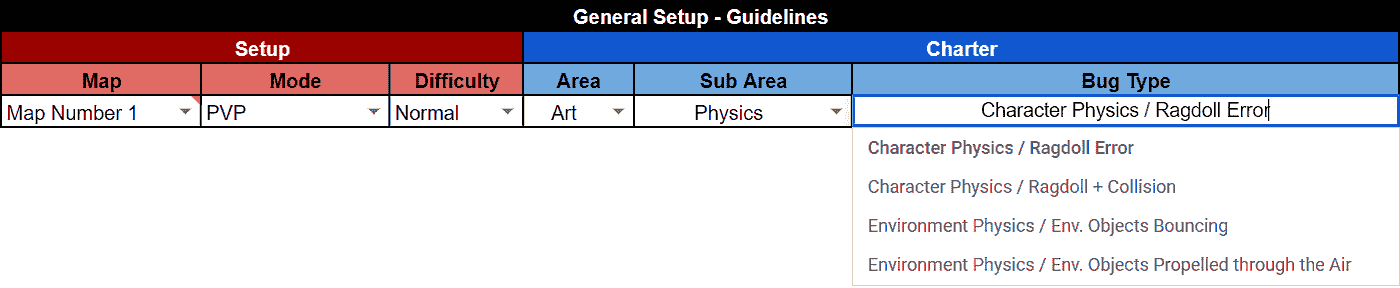 General Setup - Guidelines
Setup Charter
Map Mode Difficulty Area Sub Area Bug Type
Map Number 1 PVP Normal Art Physics Character Physics / Ragdoll Error
Character Physics / Ragdoll Error
Character Physics / Ragdoll + Collision
Environment Physics / Env. Objects Bouncing
Environment Physics / Env. Objects Propelled through the Air